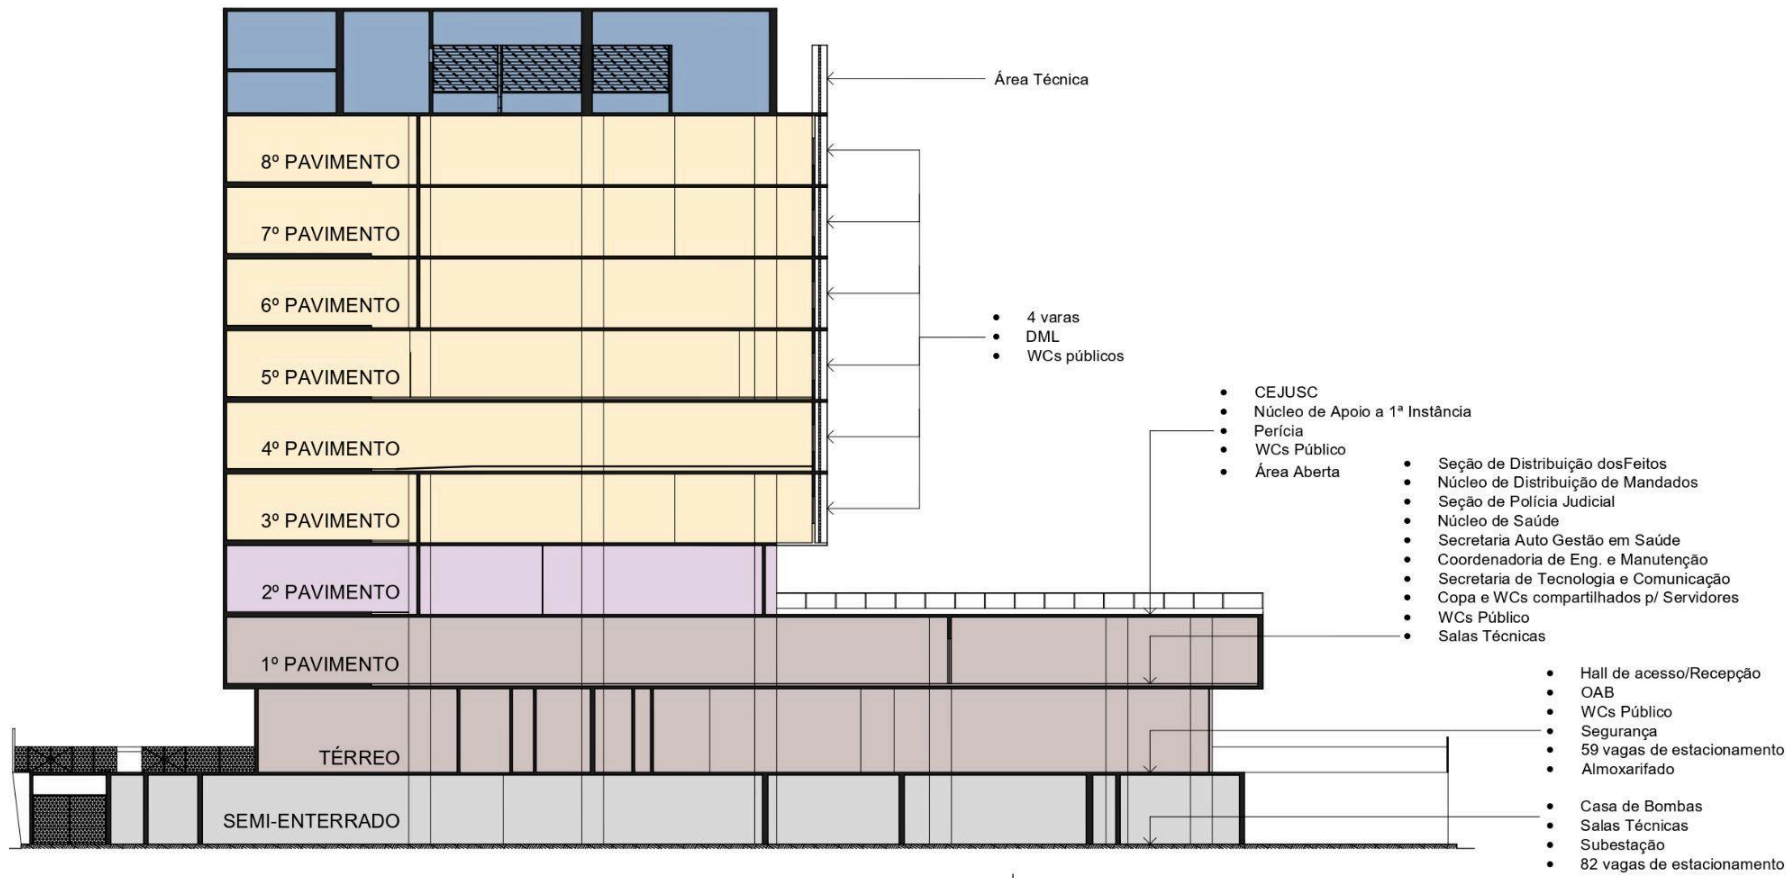 Área Técnica
8º PAVIMENTO
7º PAVIMENTO
6º PAVIMENTO
5º PAVIMENTO
4º PAVIMENTO
3º PAVIMENTO
2º PAVIMENTO
1º PAVIMENTO
TÉRREO
SEMI-ENTERRADO
• 4 varas
• DML
• WCs públicos
• CEJUSC
• Núcleo de Apoio a 1ª Instância
• Perícia
• WCs Público
• Área Aberta
• Seção de Distribuição dosFeitos
• Núcleo de Distribuição de Mandados
• Seção de Polícia Judicial
• Núcleo de Saúde
• Secretaria Auto Gestão em Saúde
• Coordenadoria de Eng. e Manutenção
• Secretaria de Tecnologia e Comunicação
• Copa e WCs compartilhados p/ Servidores
• WCs Público
• Salas Técnicas
• Hall de acesso/Recepção
• OAB
• WCs Público
• Segurança
• 59 vagas de estacionamento
• Almoxarifado
• Casa de Bombas
• Salas Técnicas
• Subestação
• 82 vagas de estacionamento